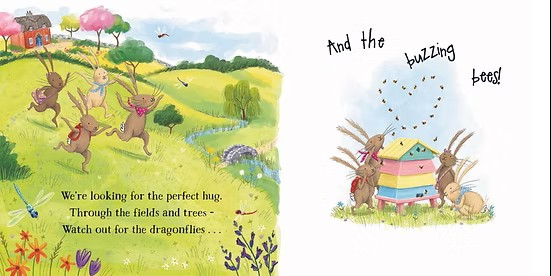 We're looking for the perfect hug.
Through the fields and trees -
Watch out for the dragonflies . . .
And the buzzing
bees!